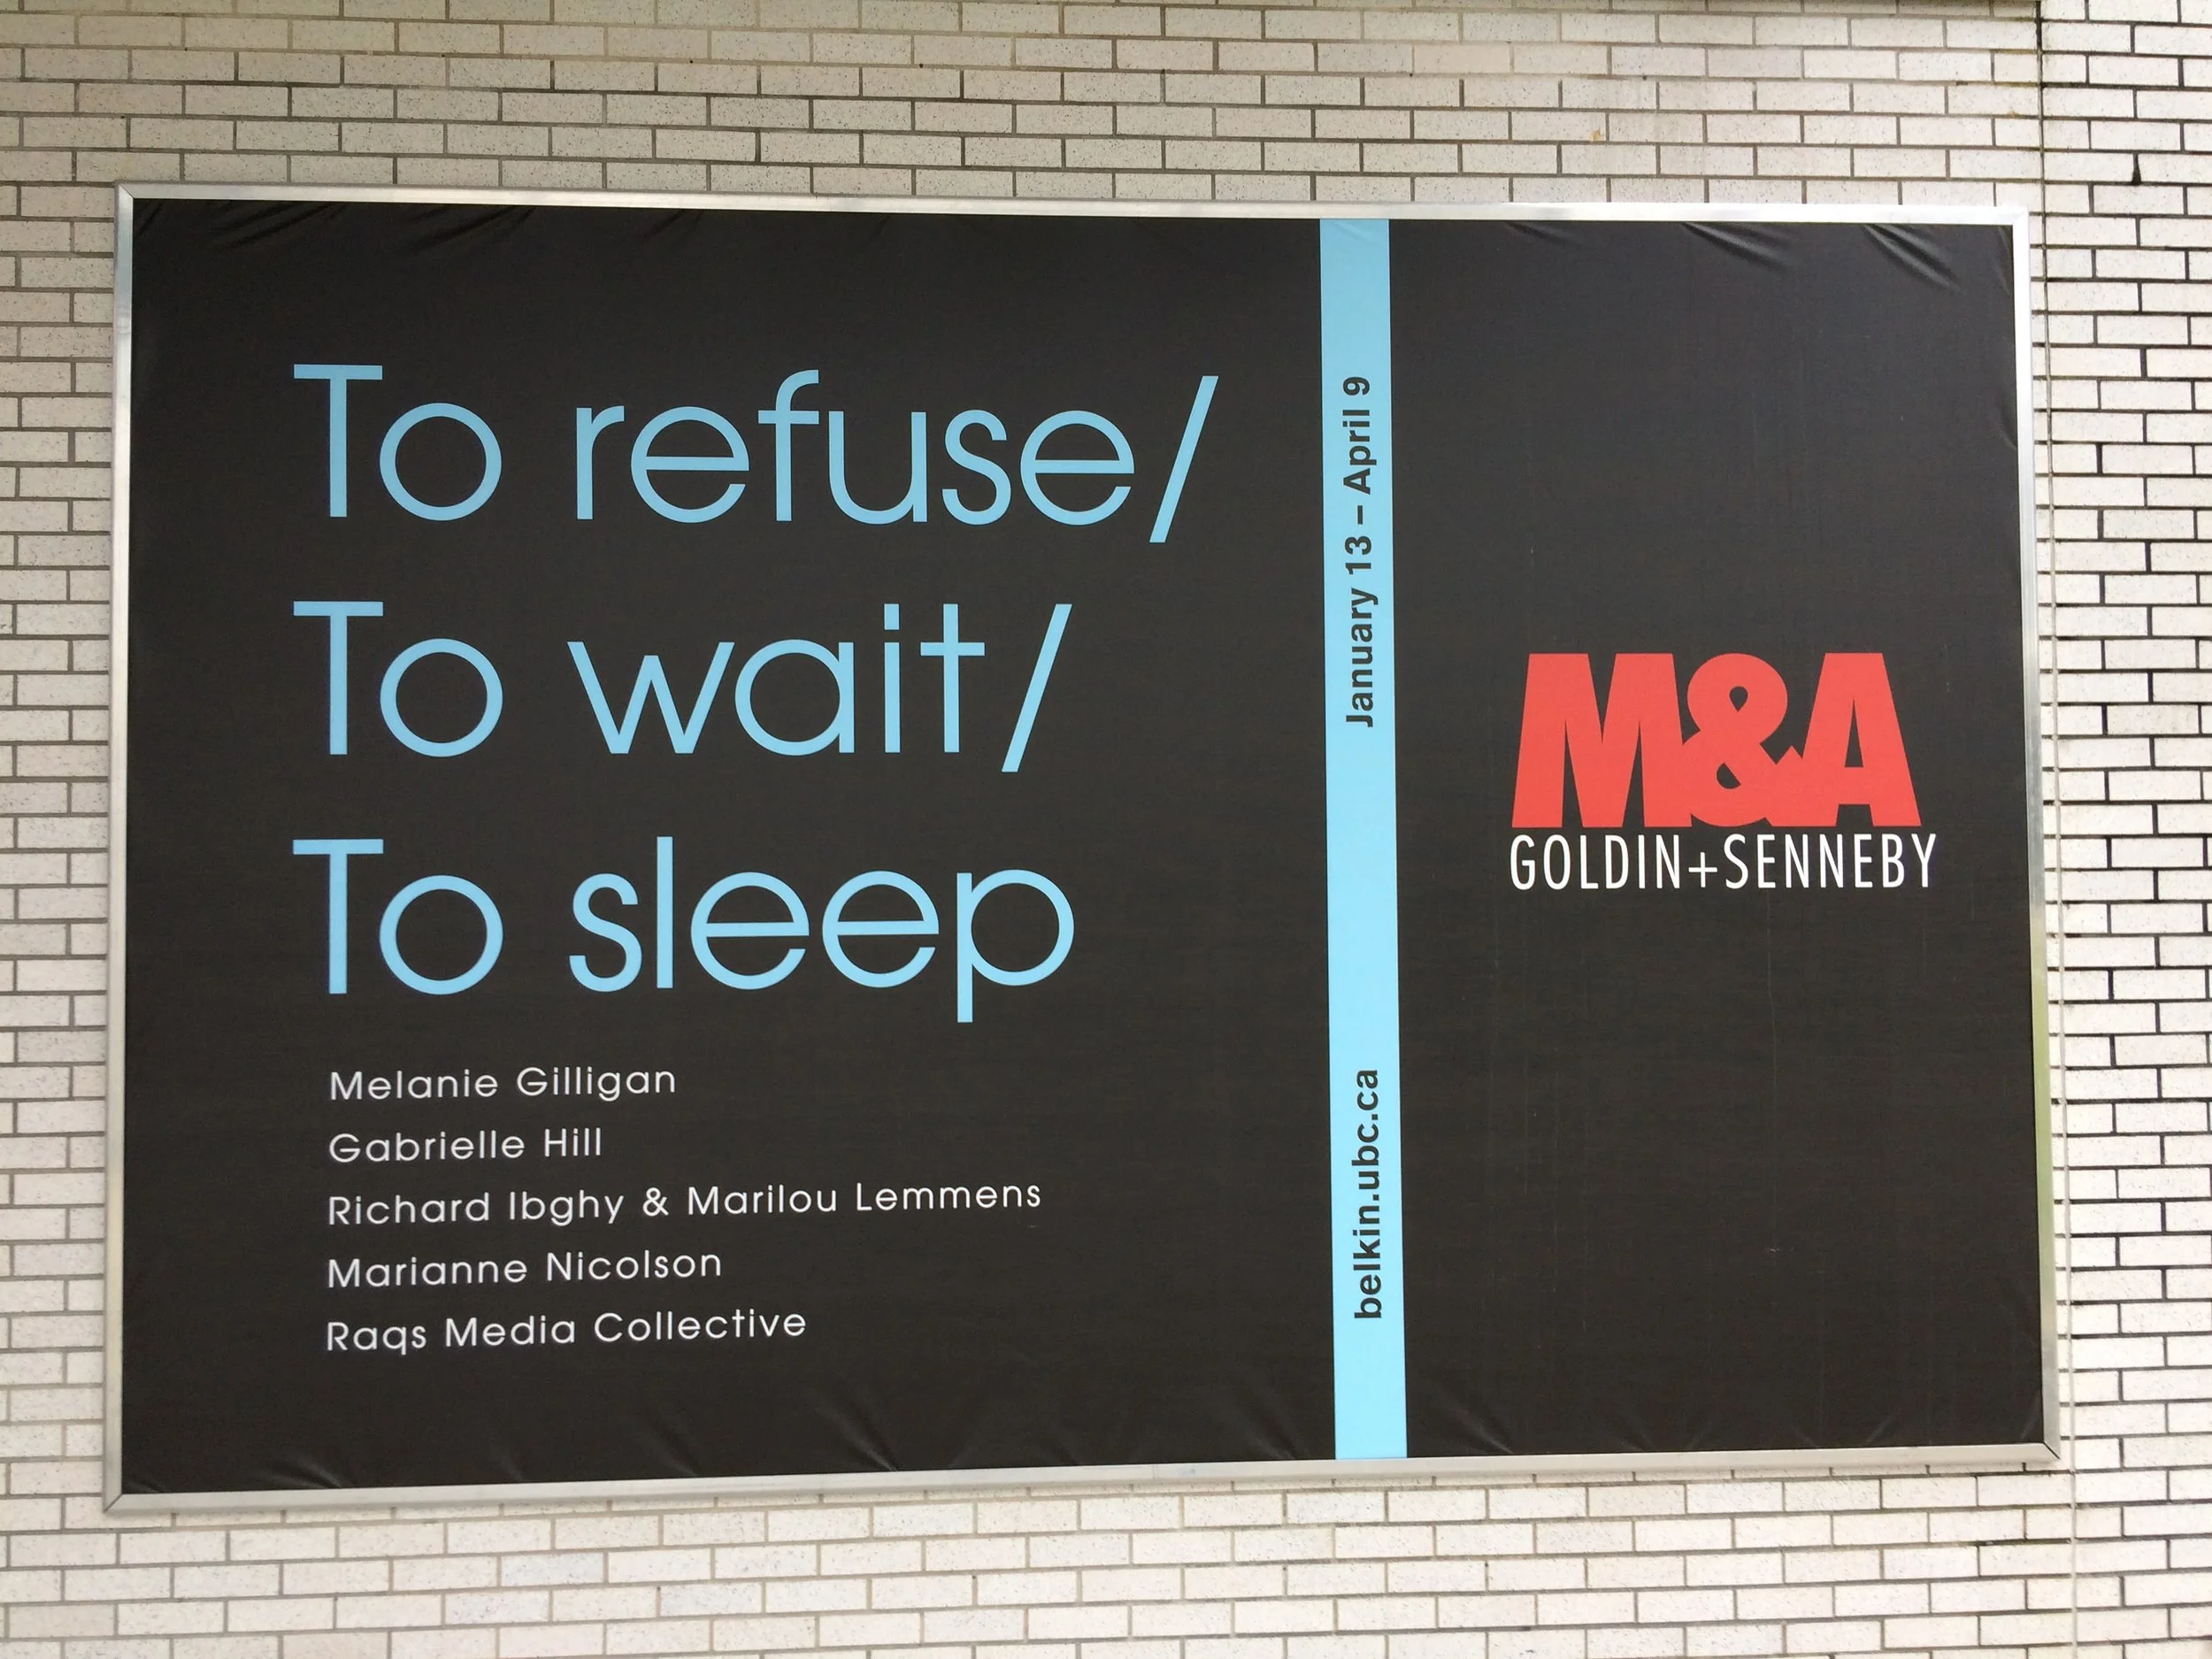 To refuse/
To wait/
To sleep
Melanie Gilligan
Gabrielle Hill
Richard Ibghy & Marilou Lemmens
Marianne Nicolson
Raqs Media Collective
January 13 – April 9
belkin.ubc.ca
M&A
GOLDIN+SENNEBY